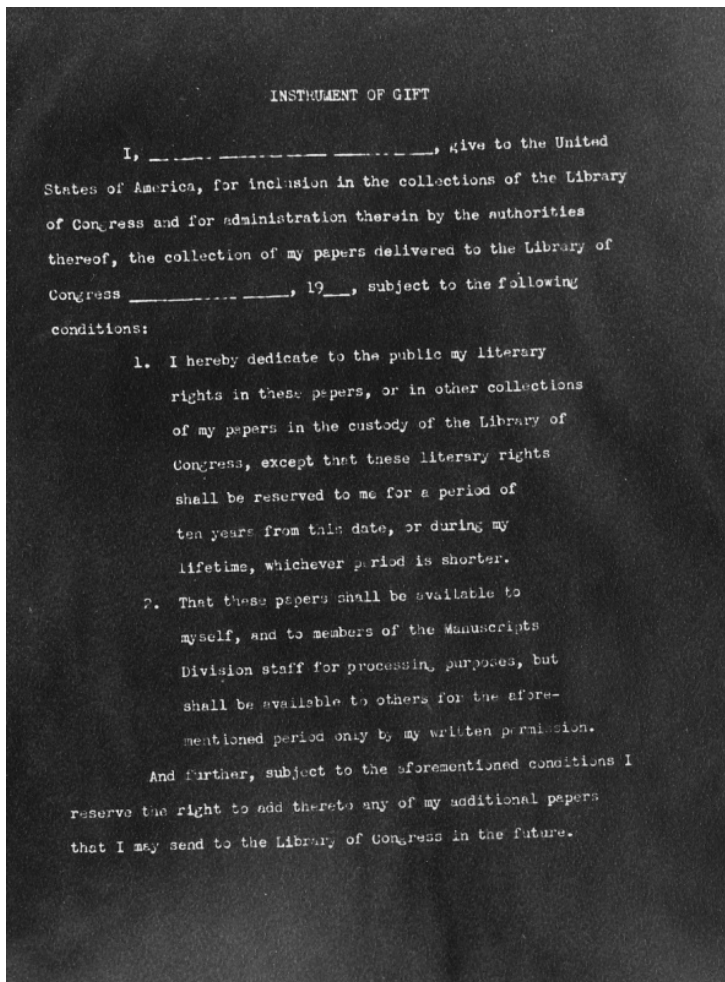 INSTRUMENT OF GIFT
I, ____________________, give to the United
States of America, for inclusion in the collections of the Library
of Congress and for administration therein by the authorities
thereof, the collection of my papers delivered to the Library of
Congress ______________, 19__, subject to the following
conditions:
1. I hereby dedicate to the public my literary
rights in these papers, or in other collections
of my papers in the custody of the Library of
Congress, except that these literary rights
shall be reserved to me for a period of
ten years from this date, or during my
lifetime, whichever period is shorter.
2. That these papers shall be available to
myself, and to members of the Manuscripts
Division staff for processing purposes, but
shall be available to others for the afore-
mentioned period only by my written permission.
And further, subject to the aforementioned conditions I
reserve the right to add thereto any of my additional papers
that I may send to the Library of Congress in the future.